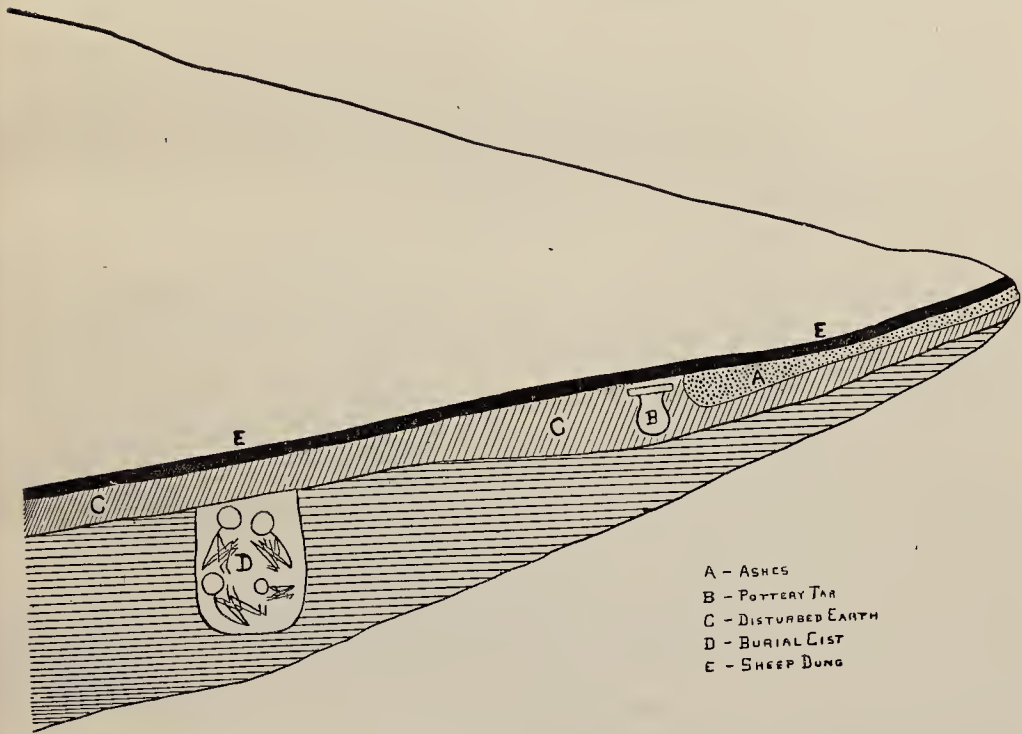 E
A
B
C
E
C
D
A - ASHES
B - POTTERY JAR
C - DISTURBED EARTH
D - BURIAL CIST
E - SHEEP DUNG